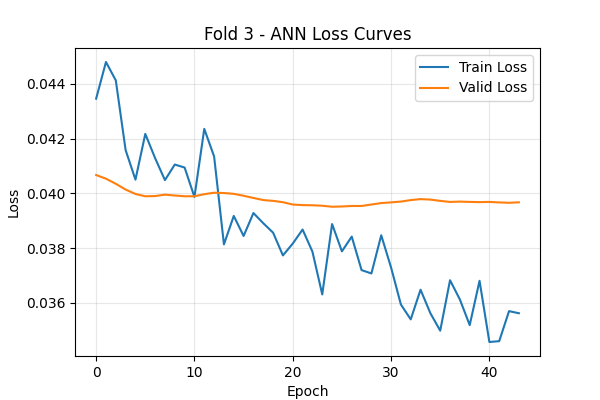 Fold 3 - ANN Loss Curves
Train Loss
Valid Loss
0.044
0.042
0.040
0.038
0.036
Loss
0 10 20 30 40
Epoch